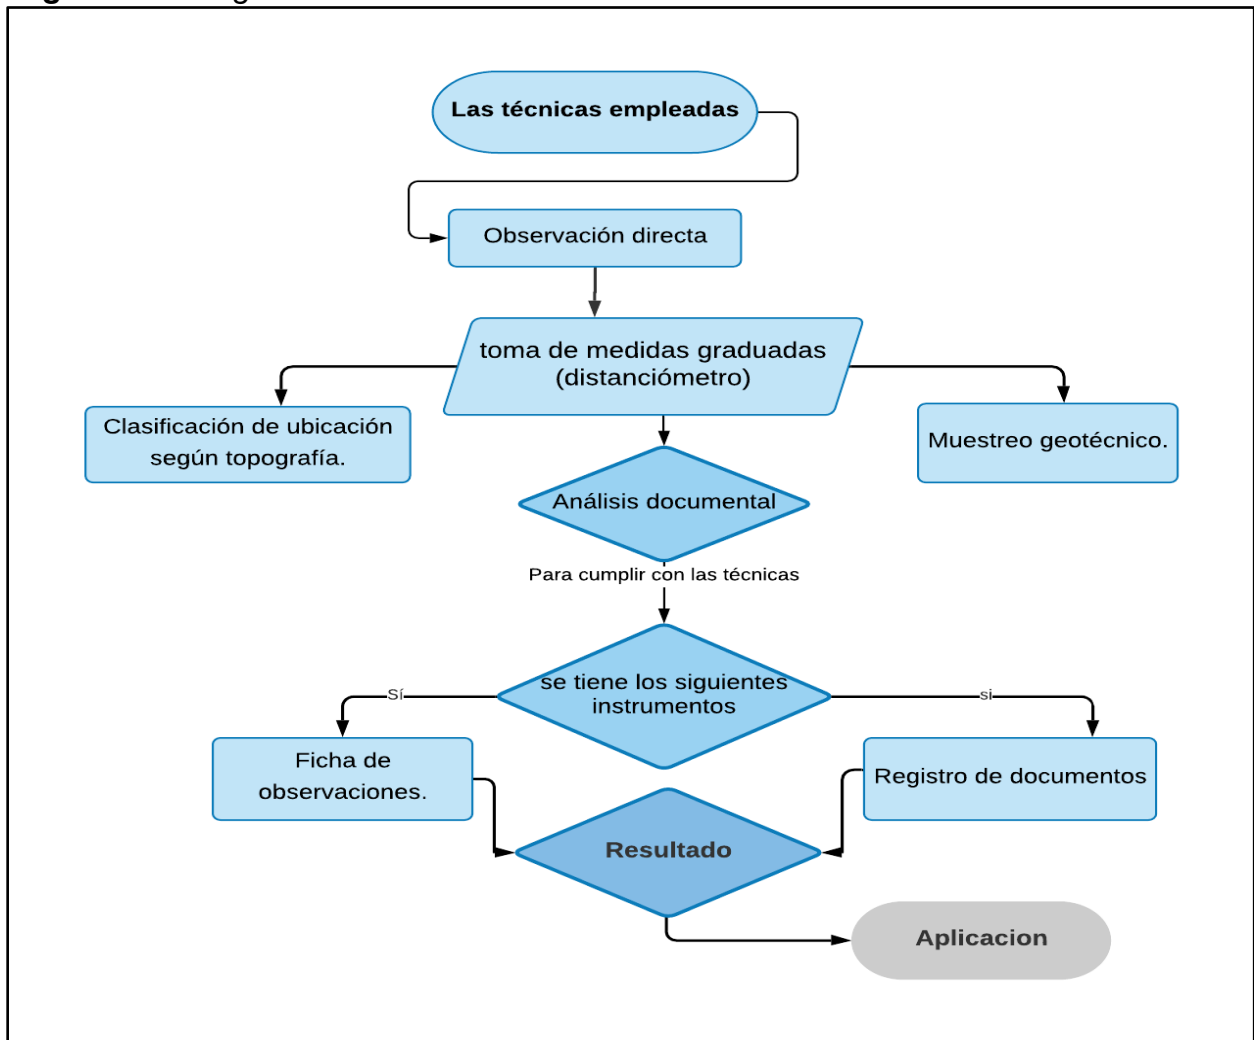 Las técnicas empleadas
Observación directa
toma de medidas graduadas
(distanciómetro)
Clasificación de ubicación
según topografía.
Muestreo geotécnico.
Análisis documental
Para cumplir con las técnicas
se tiene los siguientes
instrumentos
Sí
si
Ficha de
observaciones.
Registro de documentos
Resultado
Aplicacion